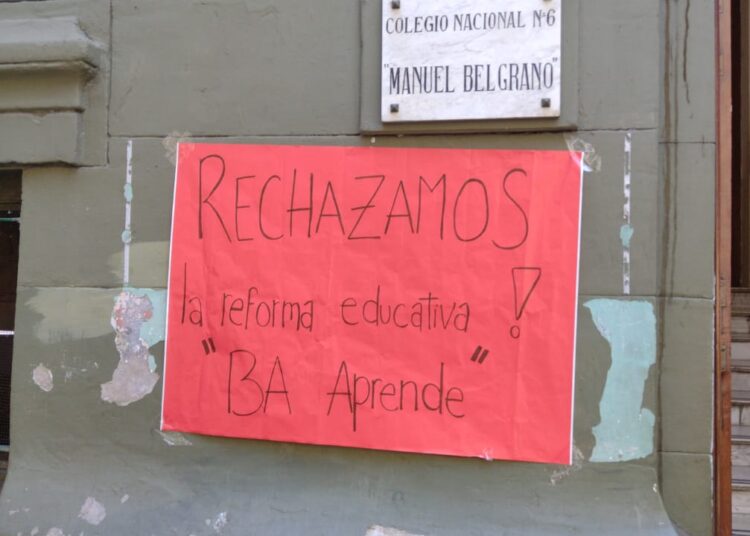 COLEGIO NACIONAL Nº6
"MANUEL BELGRANO"
RECHAZAMOS
la reforma educativa !
"BA Aprende"